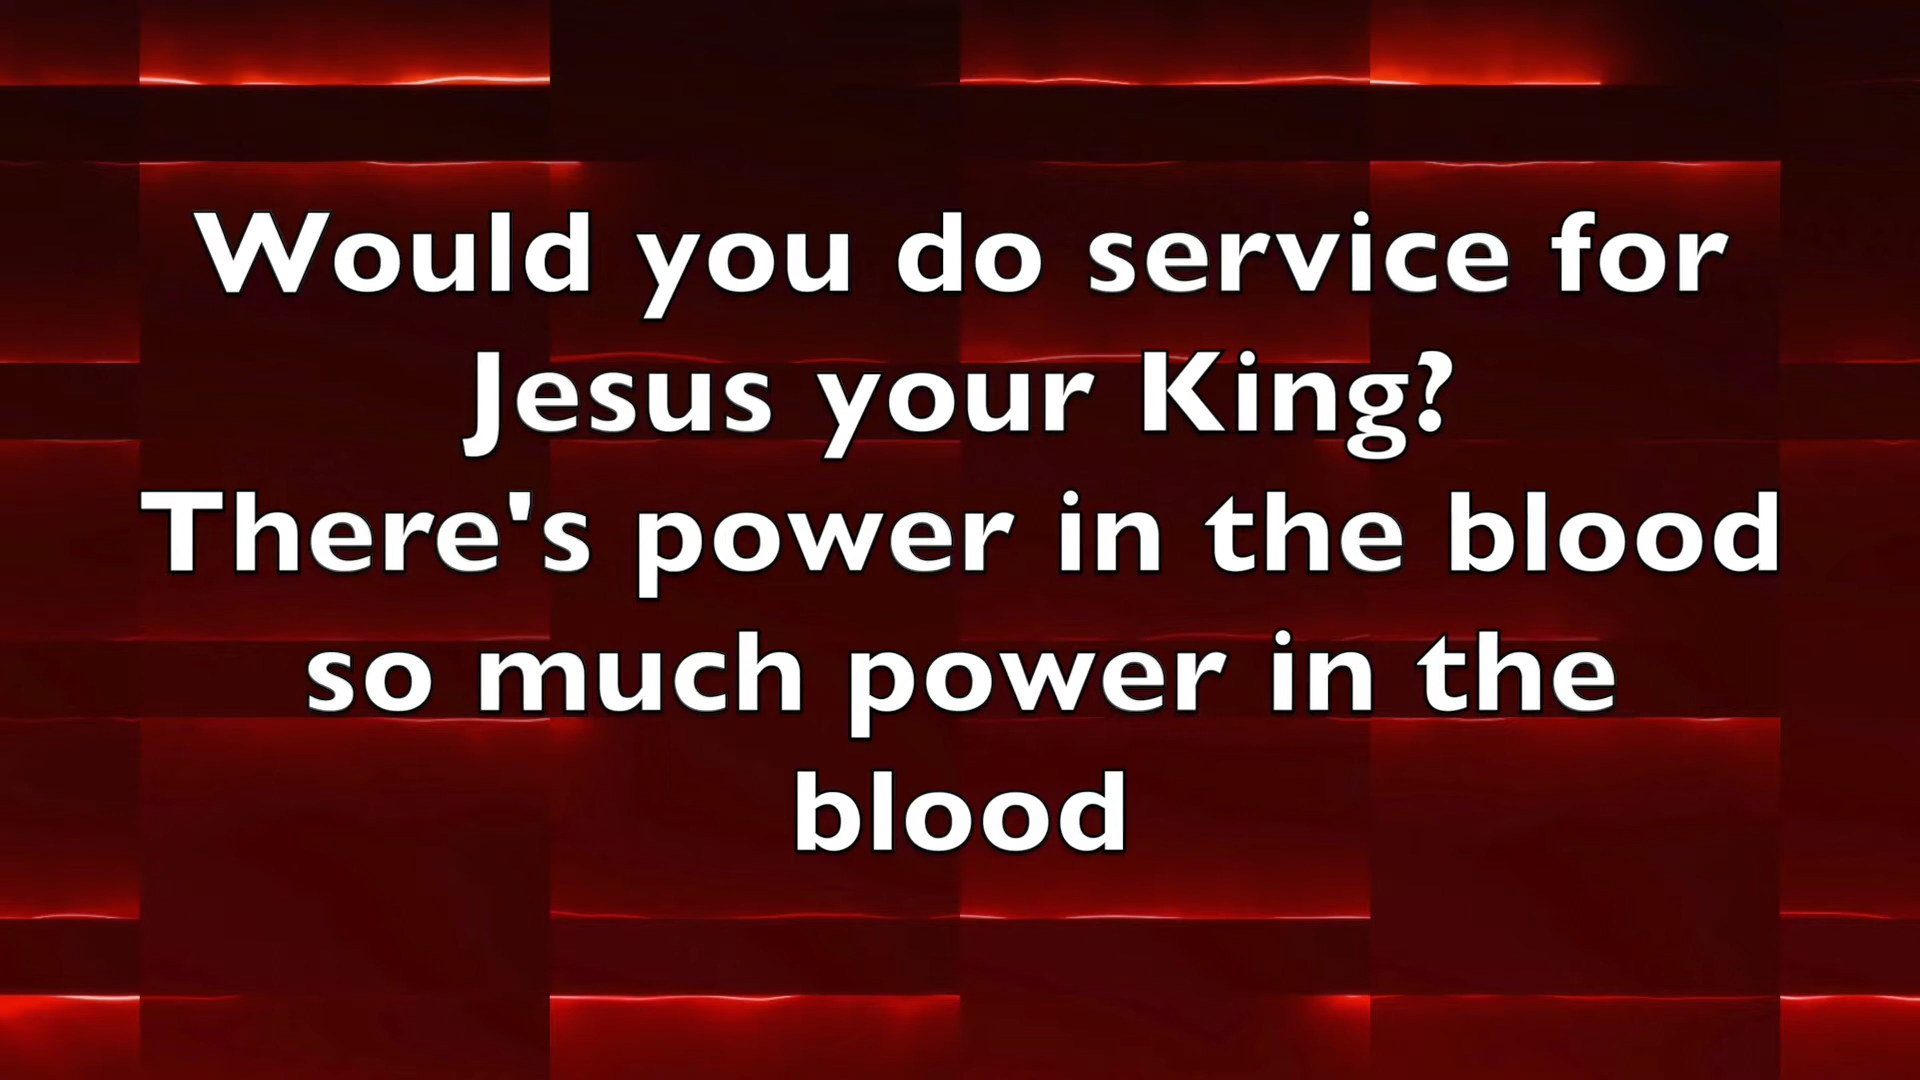 Would you do service for
Jesus your King?
There's power in the blood
so much power in the
blood